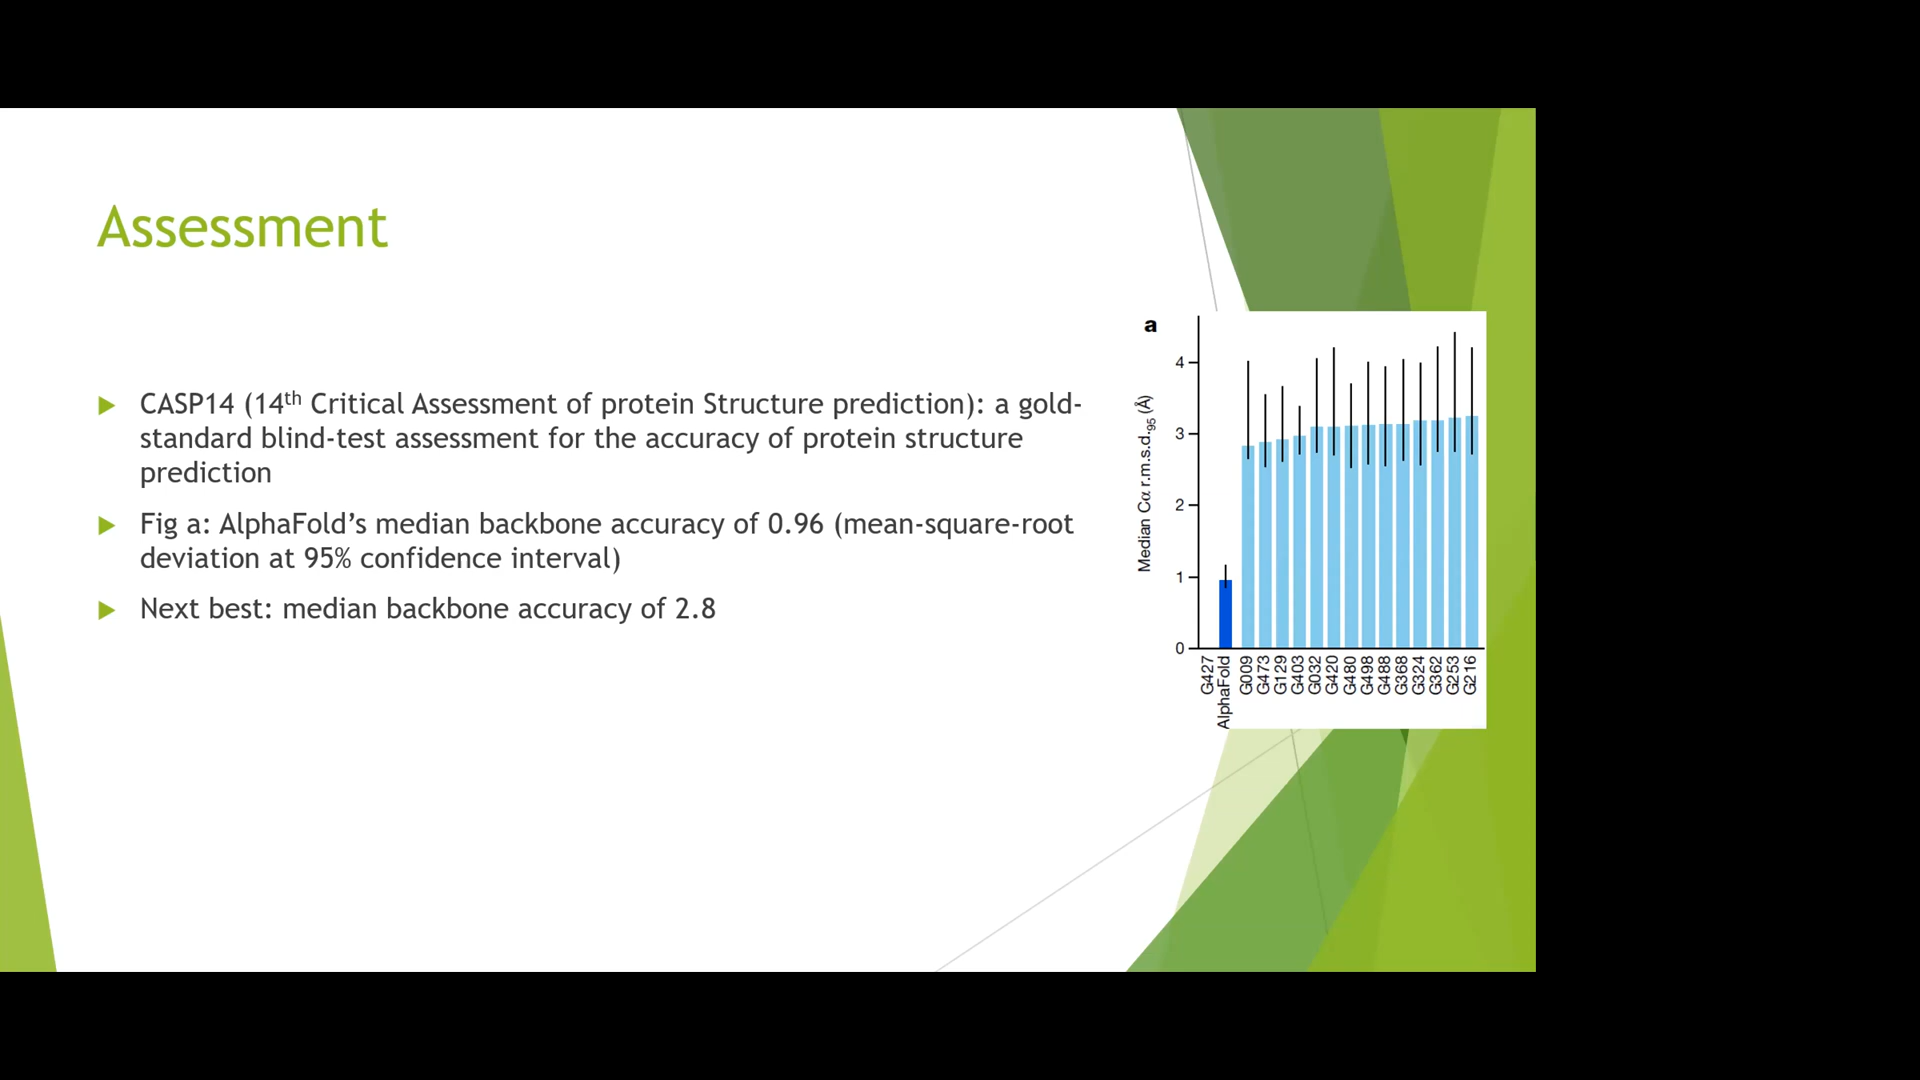 Assessment
CASP14 (14th Critical Assessment of protein Structure prediction): a gold-
standard blind-test assessment for the accuracy of protein structure
prediction
Fig a: AlphaFold’s median backbone accuracy of 0.96 (mean-square-root
deviation at 95% confidence interval)
Next best: median backbone accuracy of 2.8
a
Median Cα r.m.s.d.95 (Å)
4
3
2
1
0
G427
AlphaFold
G009
G473
G129
G403
G032
G420
G480
G498
G488
G368
G324
G362
G253
G216